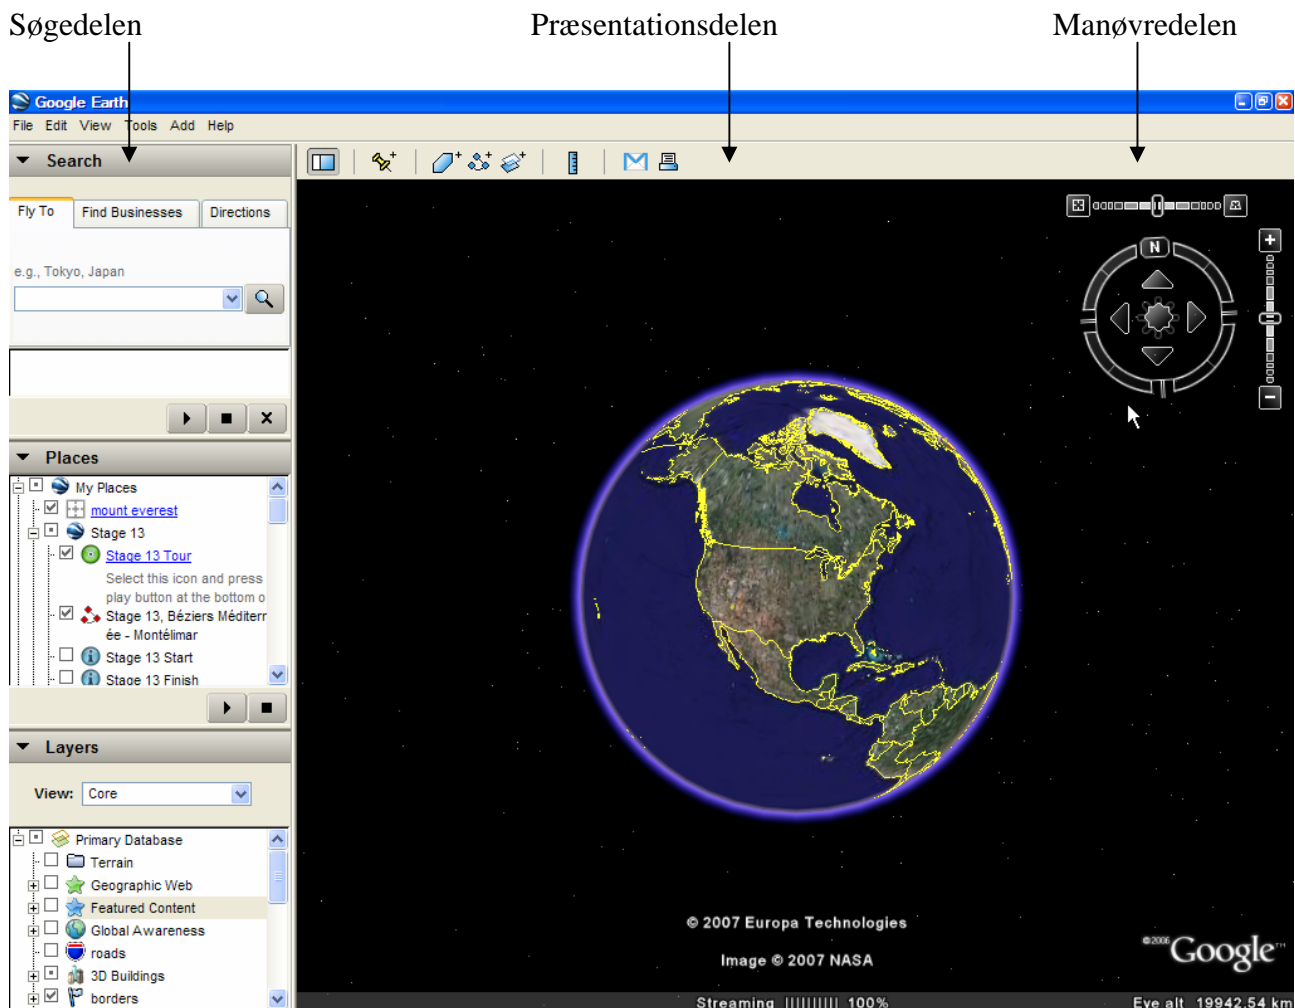 Søgedelen Præsentationsdelen Manøvredelen
Google Earth
File Edit View Tools Add Help
Search
Fly To Find Businesses Directions
e.g., Tokyo, Japan
Places
My Places
mount everest
Stage 13
Stage 13 Tour
Select this icon and press
play button at the bottom o
Stage 13, Béziers Méditerr
ée - Montélimar
Stage 13 Start
Stage 13 Finish
Layers
View: Core
Primary Database
Terrain
Geographic Web
Featured Content
Global Awareness
roads
3D Buildings
borders
N
© 2007 Europa Technologies
Image © 2007 NASA
©2006 Google™
Streaming |||||||||| 100%
Eye alt 19942.54 km